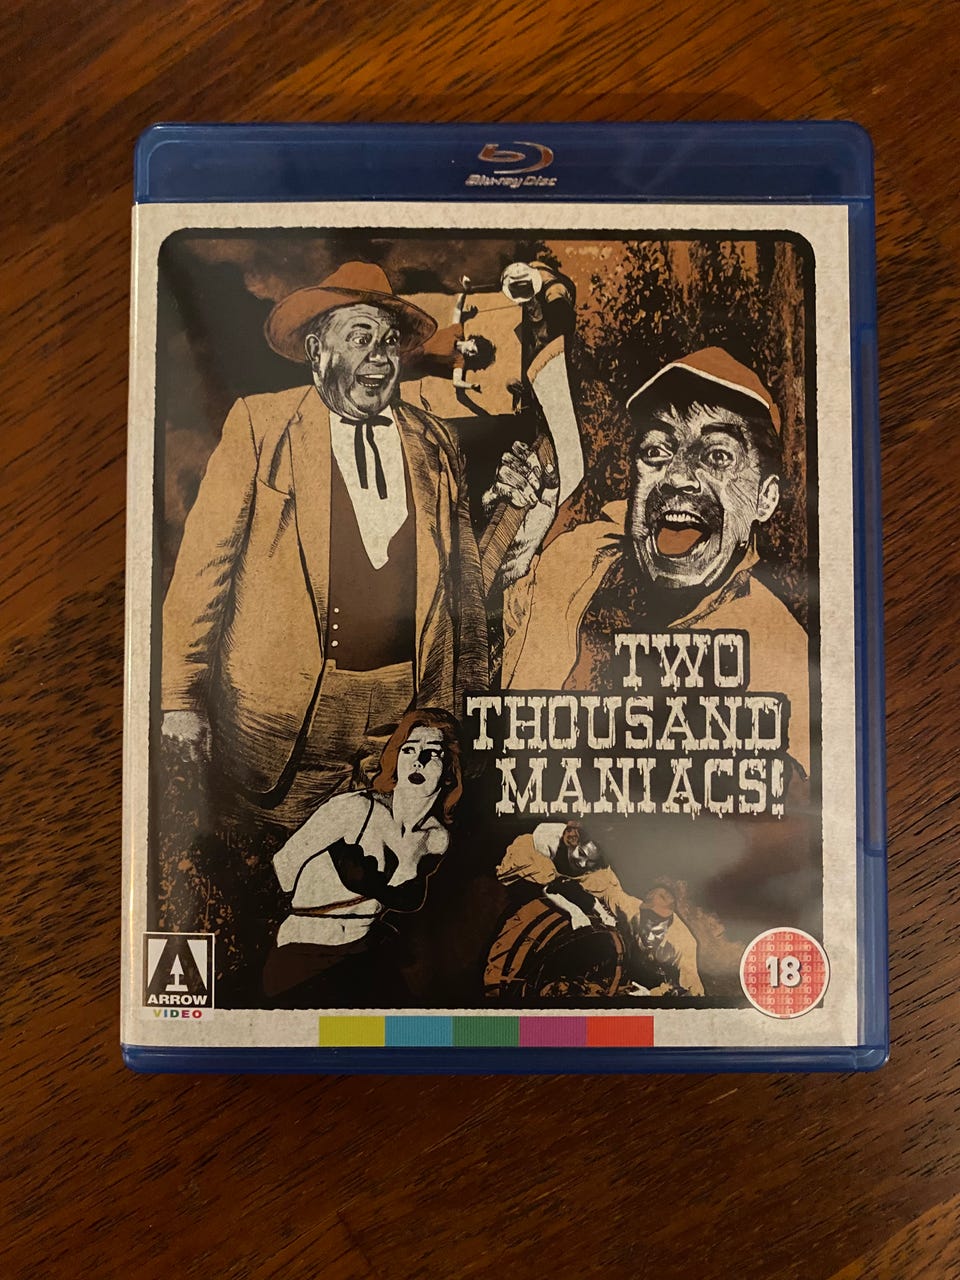 Blu-ray Disc
TWO
THOUSAND
MANIACS!
ARROW
VIDEO
18